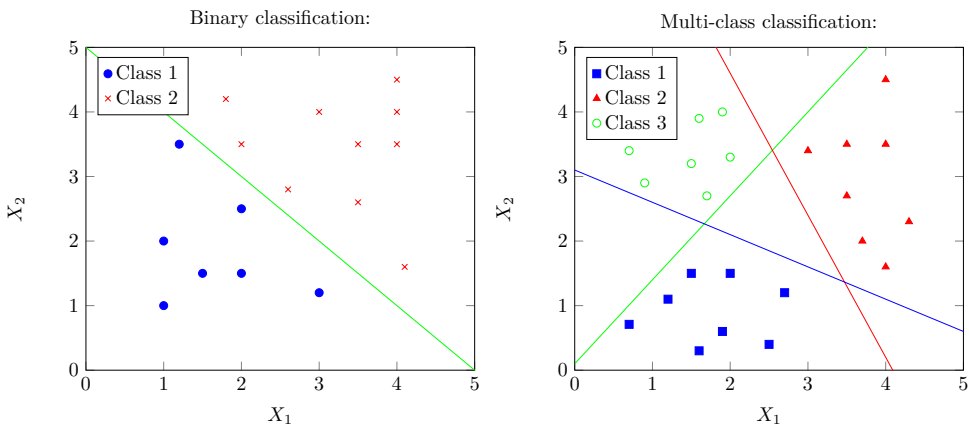 Binary classification:
Class 1
Class 2
5
4
3
2
1
0
0 1 2 3 4 5
X₂
X₁
Multi-class classification:
Class 1
Class 2
Class 3
5
4
3
2
1
0
0 1 2 3 4 5
X₂
X₁